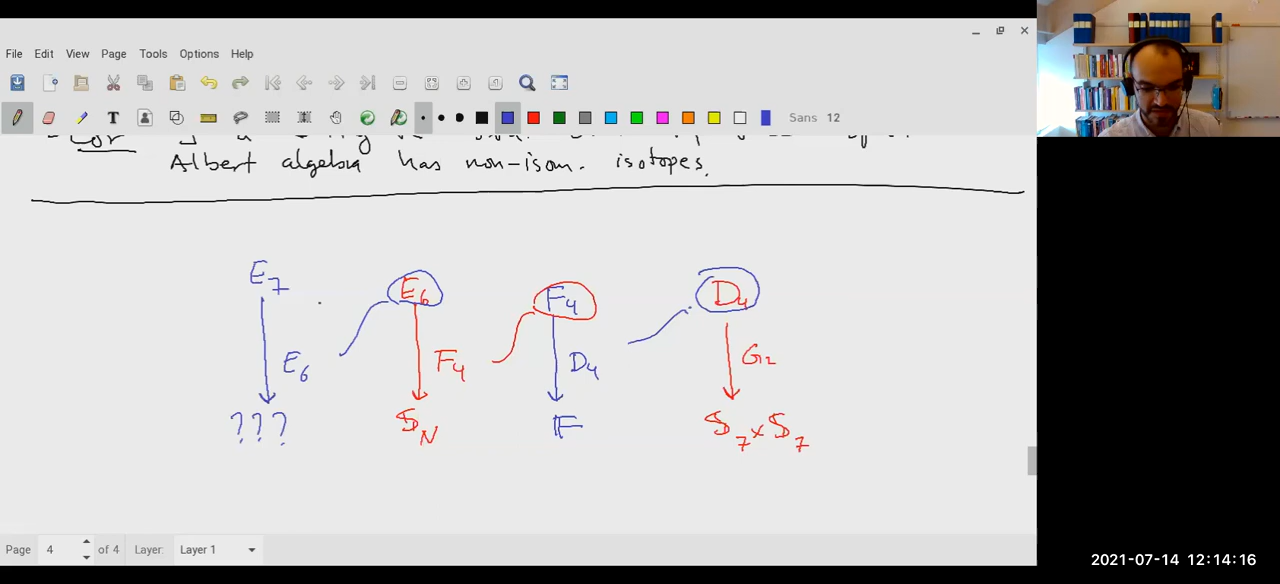 File Edit View Page Tools Options Help
Sans 12
Cor
Albert algebra has non-isom. isotopes.
E₇ E₆ F₄ D₄
E₆ F₄ D₄ G₂
??? 𝕊_N 𝔽 𝕊₇ × 𝕊₇
Page 4 of 4 Layer: Layer 1
2021-07-14 12:14:16